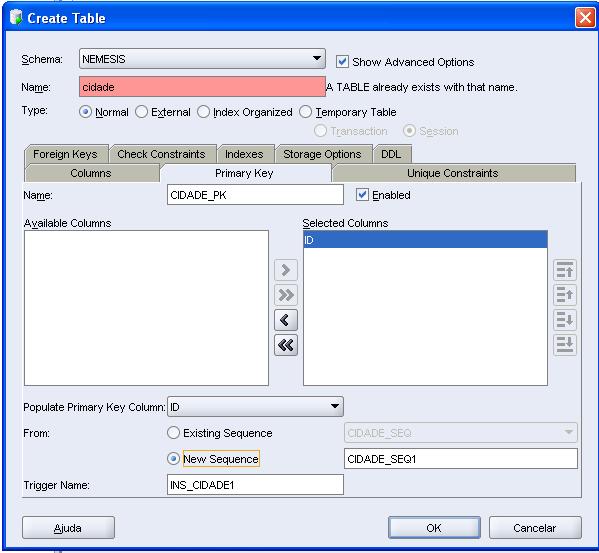 Create Table
Schema: NEMESIS Show Advanced Options
Name: cidade A TABLE already exists with that name.
Type: Normal External Index Organized Temporary Table
Transaction Session
Foreign Keys Check Constraints Indexes Storage Options DDL
Columns Primary Key Unique Constraints
Name: CIDADE_PK Enabled
Available Columns Selected Columns
ID
Populate Primary Key Column: ID
From: Existing Sequence CIDADE_SEQ
New Sequence CIDADE_SEQ1
Trigger Name: INS_CIDADE1
Ajuda OK Cancelar